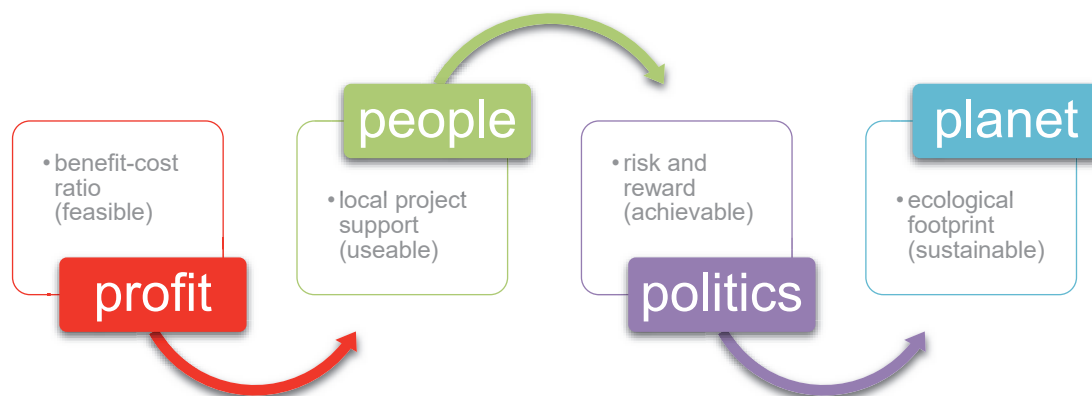 • benefit-cost
ratio
(feasible)
profit
people
• local project
support
(useable)
• risk and
reward
(achievable)
politics
planet
• ecological
footprint
(sustainable)